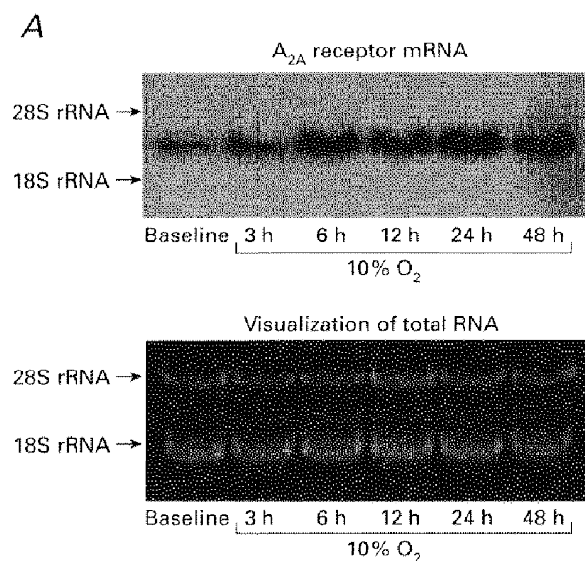 A
A2A receptor mRNA
28S rRNA
18S rRNA
Baseline 3 h 6 h 12 h 24 h 48 h
10% O2
Visualization of total RNA
28S rRNA
18S rRNA
Baseline 3 h 6 h 12 h 24 h 48 h
10% O2